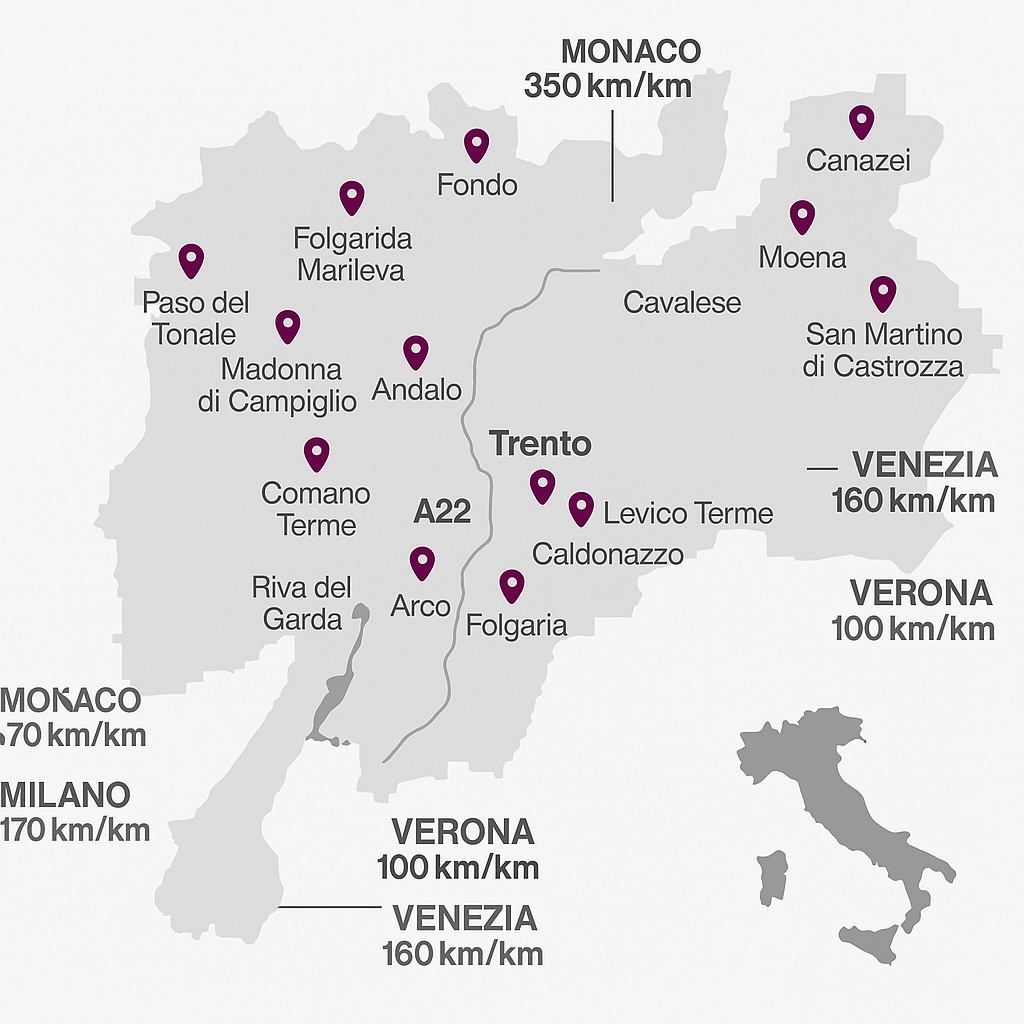 MONACO
350 km/km
Canazei
Fondo
Folgarida
Marileva
Moena
Paso del
Tonale
Cavalese
San Martino
di Castrozza
Madonna
di Campiglio
Andalo
Trento
VENEZIA
160 km/km
Comano
Terme
A22
Levico Terme
Caldonazzo
Riva del
Garda
Arco
Folgaria
VERONA
100 km/km
MONACO
70 km/km
MILANO
170 km/km
VERONA
100 km/km
VENEZIA
160 km/km